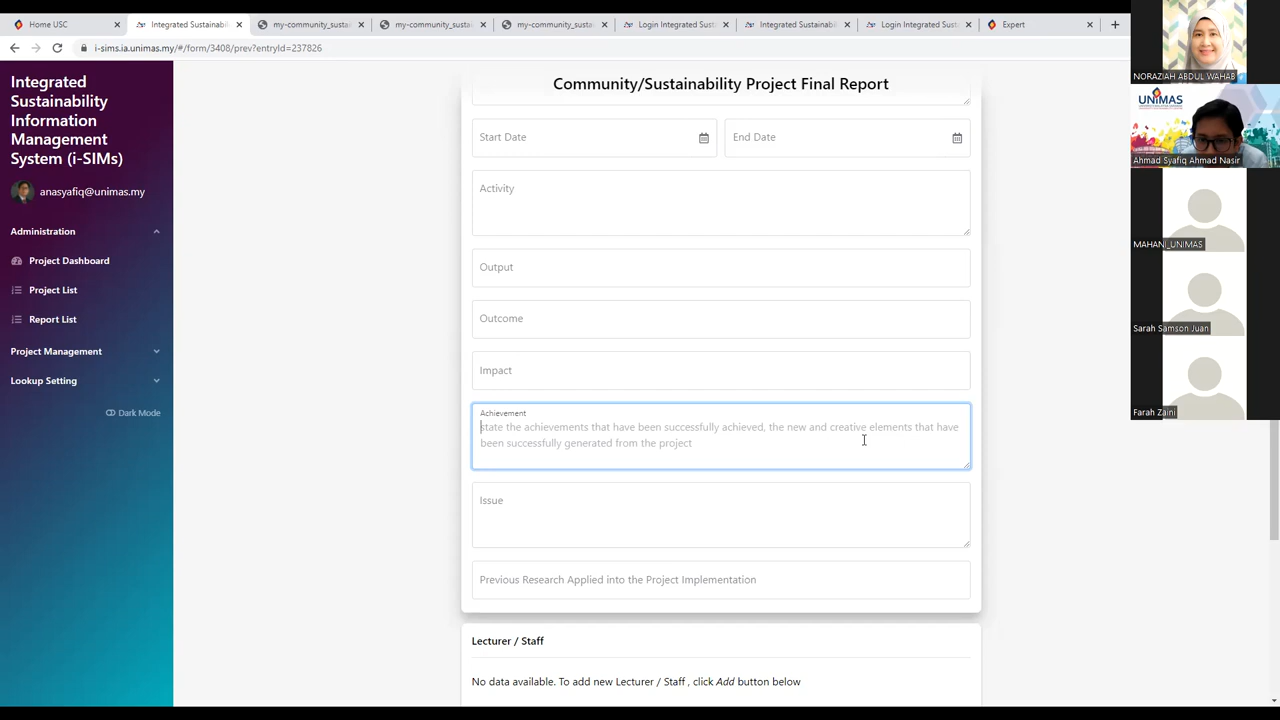 Home USC
Integrated Sustainab
my-community_susta
my-community_sustai
my-community_sustai
Login Integrated Sust
Integrated Sustainabi
Login Integrated Sust
Expert
i-sims.ia.unimas.my/#/form/3408/prev?entryId=237826
Integrated
Sustainability
Information
Management
System (i-SIMs)
anasyafiq@unimas.my
Administration
Project Dashboard
Project List
Report List
Project Management
Lookup Setting
Dark Mode
Community/Sustainability Project Final Report
Start Date
End Date
Activity
Output
Outcome
Impact
Achievement
state the achievements that have been successfully achieved, the new and creative elements that have
been successfully generated from the project
Issue
Previous Research Applied into the Project Implementation
Lecturer / Staff
No data available. To add new Lecturer / Staff , click Add button below
NORAZIAH ABDUL WAHAB
UNIMAS
Ahmad Syafiq Ahmad Nasir
MAHANI_UNIMAS
Sarah Samson Juan
Farah Zaini